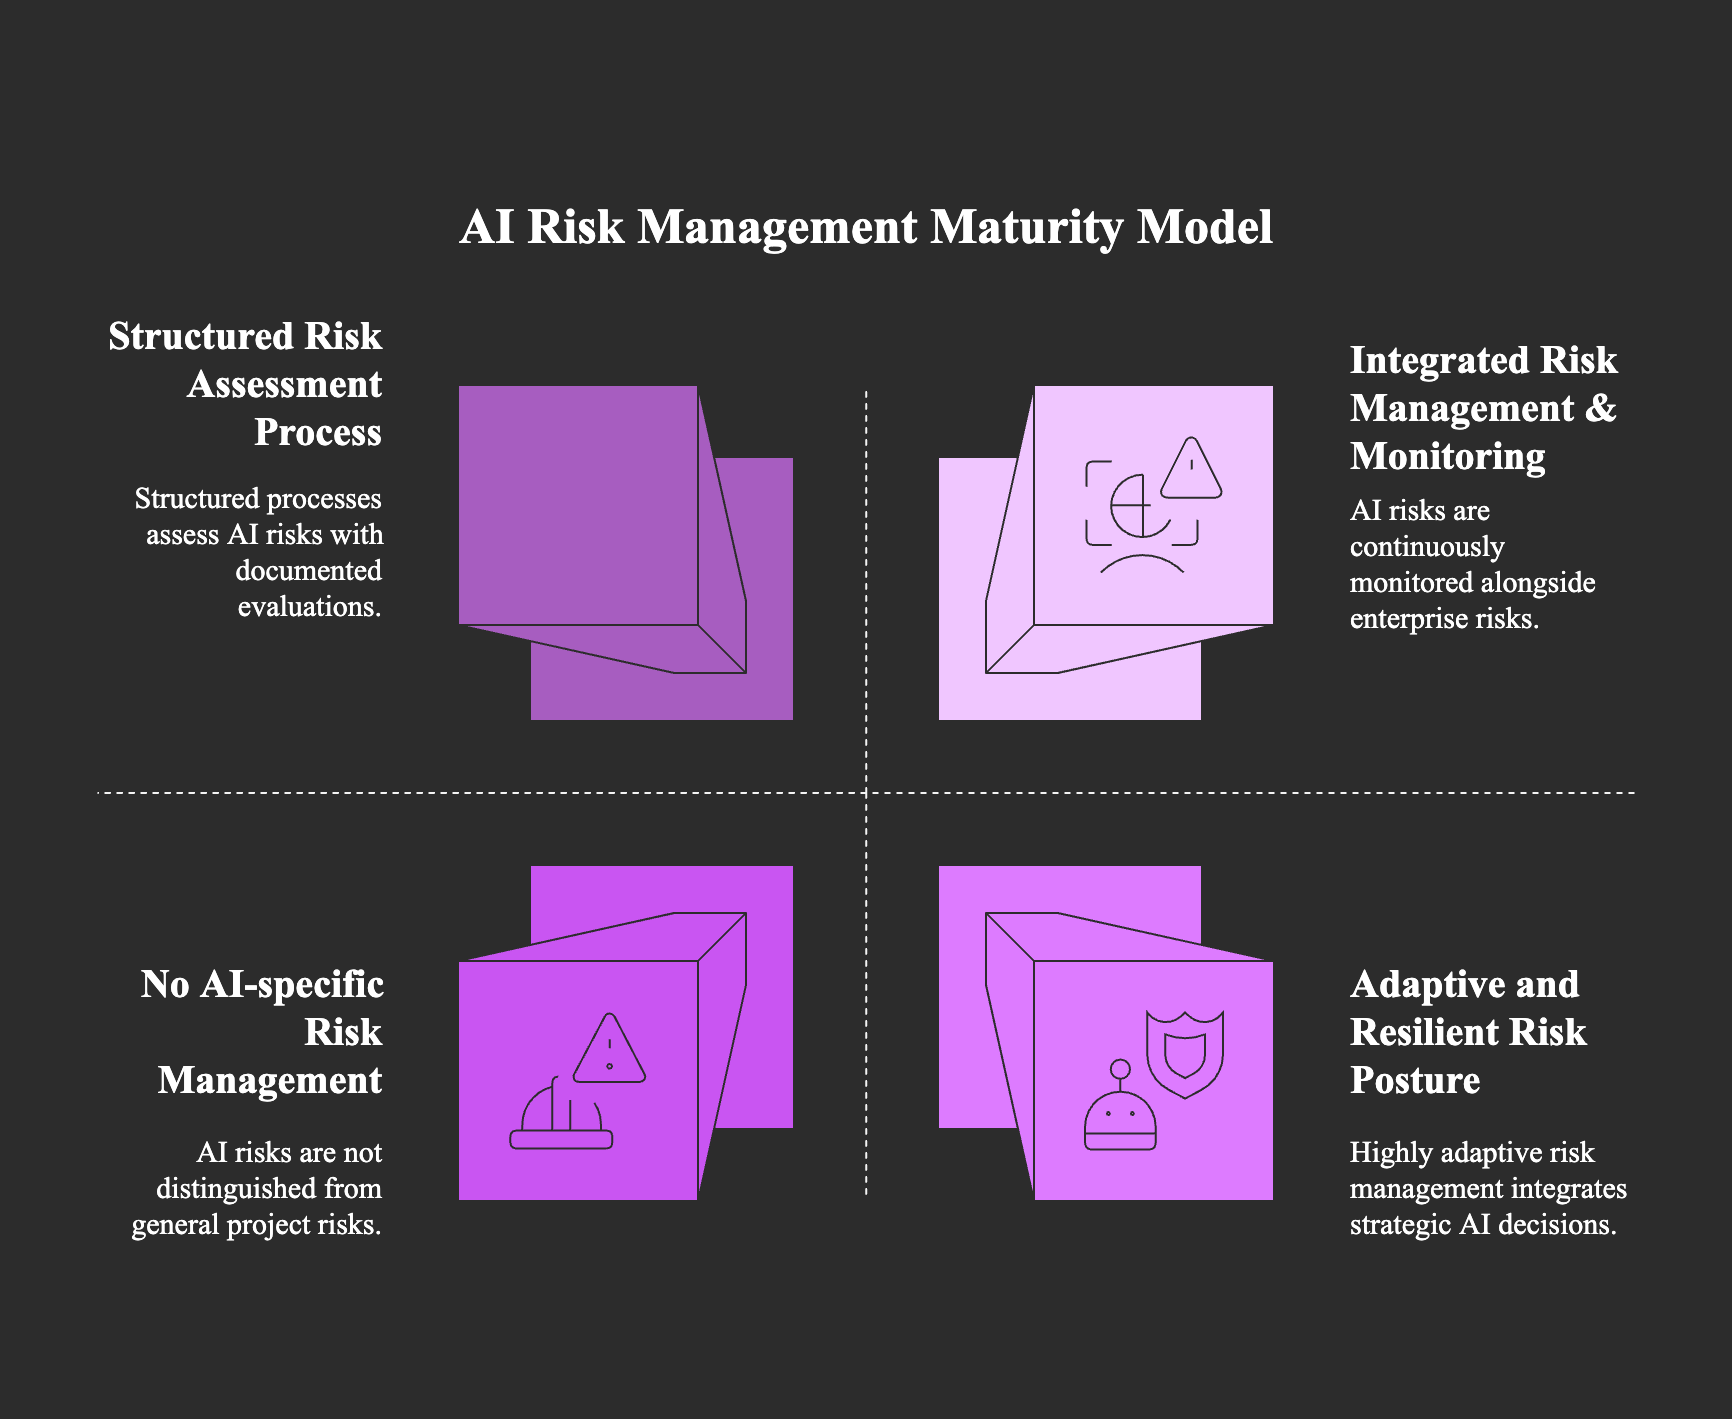 AI Risk Management Maturity Model
Structured Risk
Assessment
Process
Structured processes
assess AI risks with
documented
evaluations.
Integrated Risk
Management &
Monitoring
AI risks are
continuously
monitored alongside
enterprise risks.
No AI-specific
Risk
Management
AI risks are not
distinguished from
general project risks.
Adaptive and
Resilient Risk
Posture
Highly adaptive risk
management integrates
strategic AI decisions.